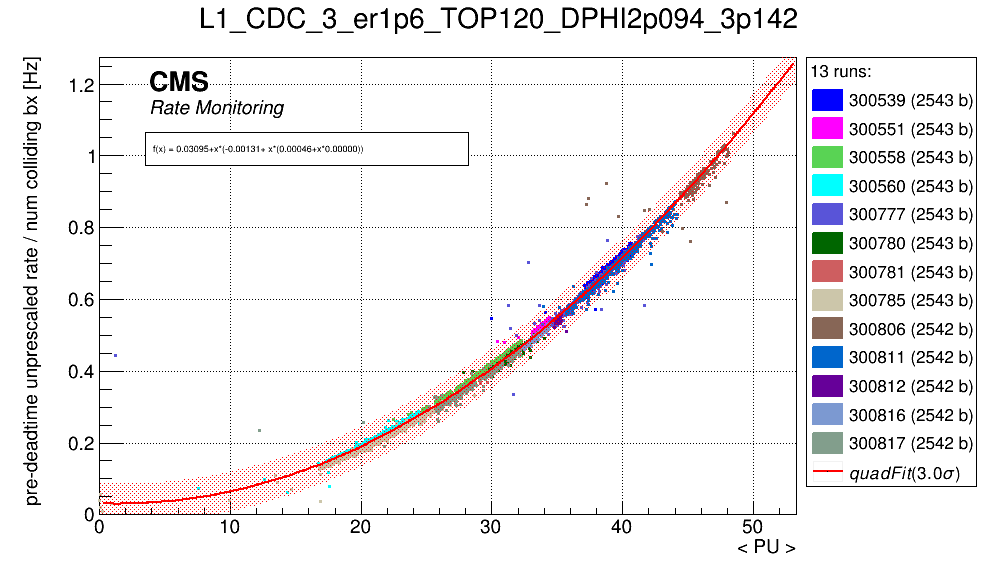 L1_CDC_3_er1p6_TOP120_DPHI2p094_3p142
pre-deadtime unprescaled rate / num colliding bx [Hz]
CMS
Rate Monitoring
f(x) = 0.03095+x*(-0.00131+ x*(0.00046+x*0.00000))
1.2
1
0.8
0.6
0.4
0.2
0
0 10 20 30 40 50
< PU >
13 runs:
300539 (2543 b)
300551 (2543 b)
300558 (2543 b)
300560 (2543 b)
300777 (2543 b)
300780 (2543 b)
300781 (2543 b)
300785 (2543 b)
300806 (2542 b)
300811 (2542 b)
300812 (2542 b)
300816 (2542 b)
300817 (2542 b)
quadFit(3.0σ)